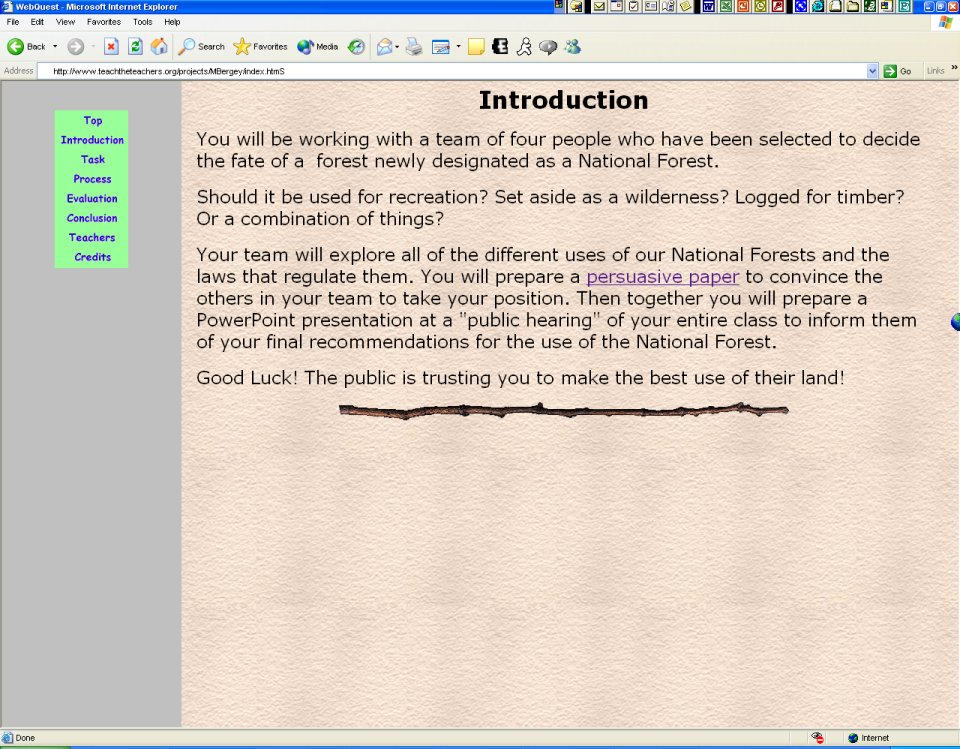 WebQuest - Microsoft Internet Explorer
File Edit View Favorites Tools Help
Back Search Favorites Media
Address http://www.teachtheteachers.org/projects/MBergey/index.htmS Go Links »
Top
Introduction
Task
Process
Evaluation
Conclusion
Teachers
Credits
Introduction
You will be working with a team of four people who have been selected to decide
the fate of a forest newly designated as a National Forest.
Should it be used for recreation? Set aside as a wilderness? Logged for timber?
Or a combination of things?
Your team will explore all of the different uses of our National Forests and the
laws that regulate them. You will prepare a persuasive paper to convince the
others in your team to take your position. Then together you will prepare a
PowerPoint presentation at a "public hearing" of your entire class to inform them
of your final recommendations for the use of the National Forest.
Good Luck! The public is trusting you to make the best use of their land!
Done Internet